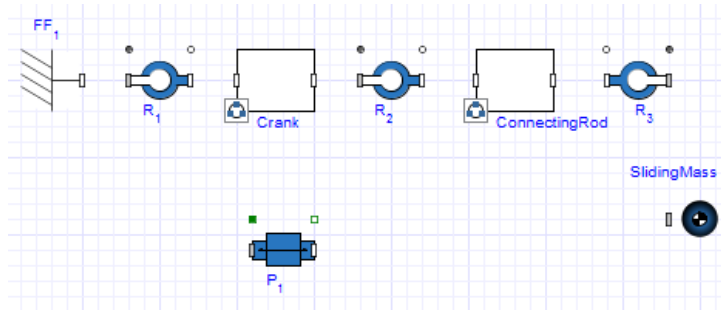 FF₁
R₁
Crank
R₂
ConnectingRod
R₃
SlidingMass
P₁